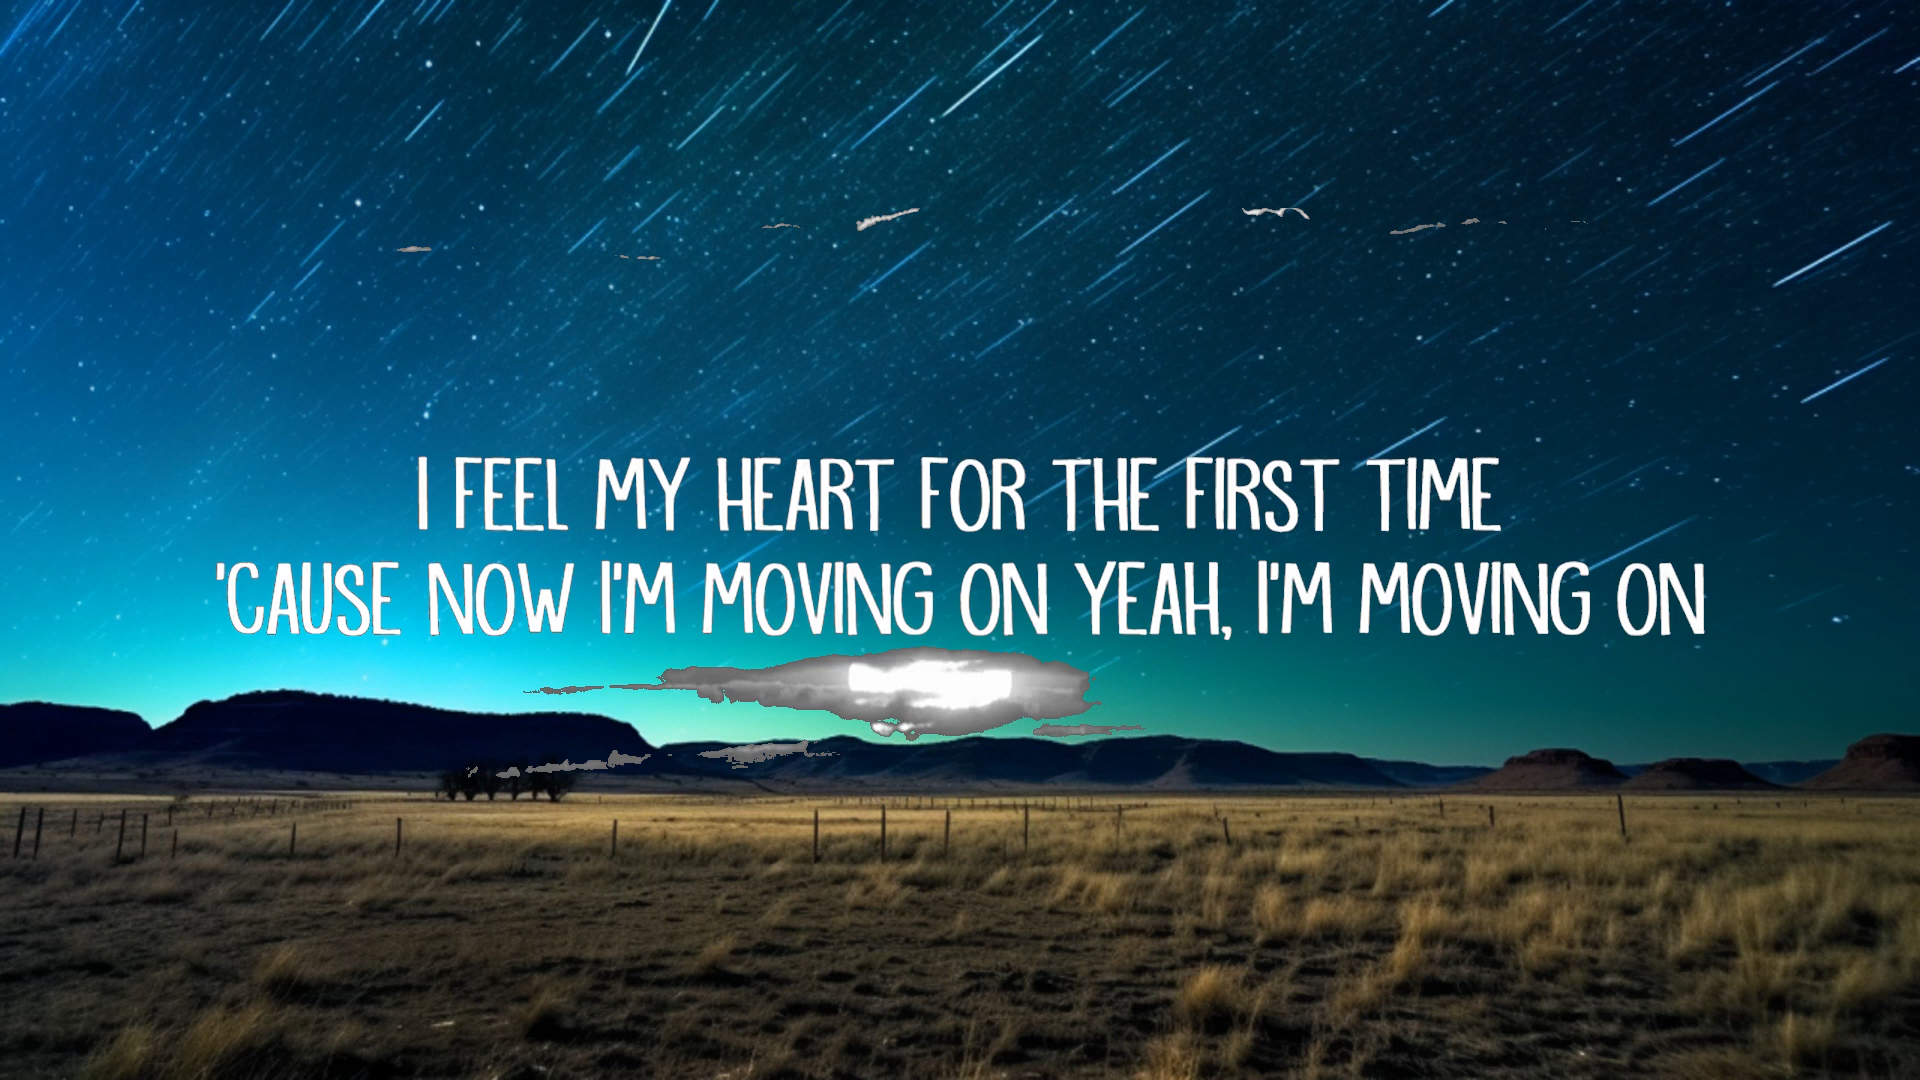 I FEEL MY HEART FOR THE FIRST TIME
'CAUSE NOW I'M MOVING ON YEAH, I'M MOVING ON